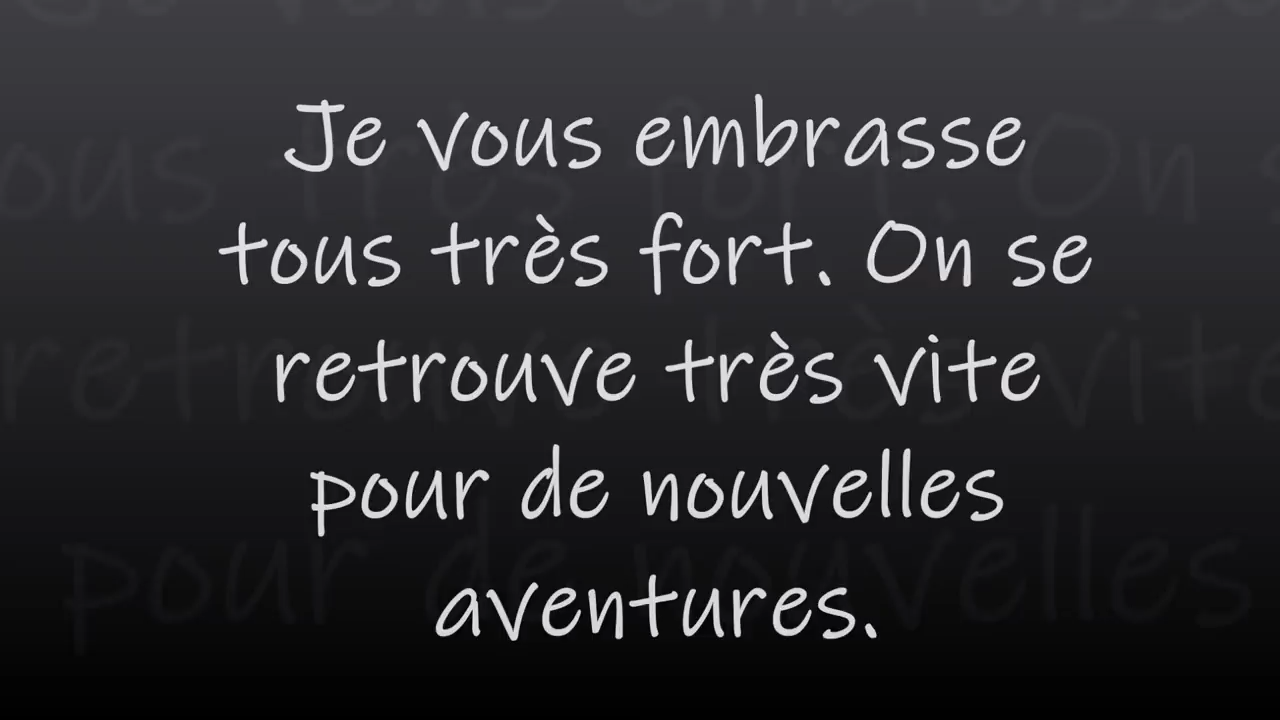 Je vous embrasse
tous très fort. On se
retrouve très vite
pour de nouvelles
aventures.